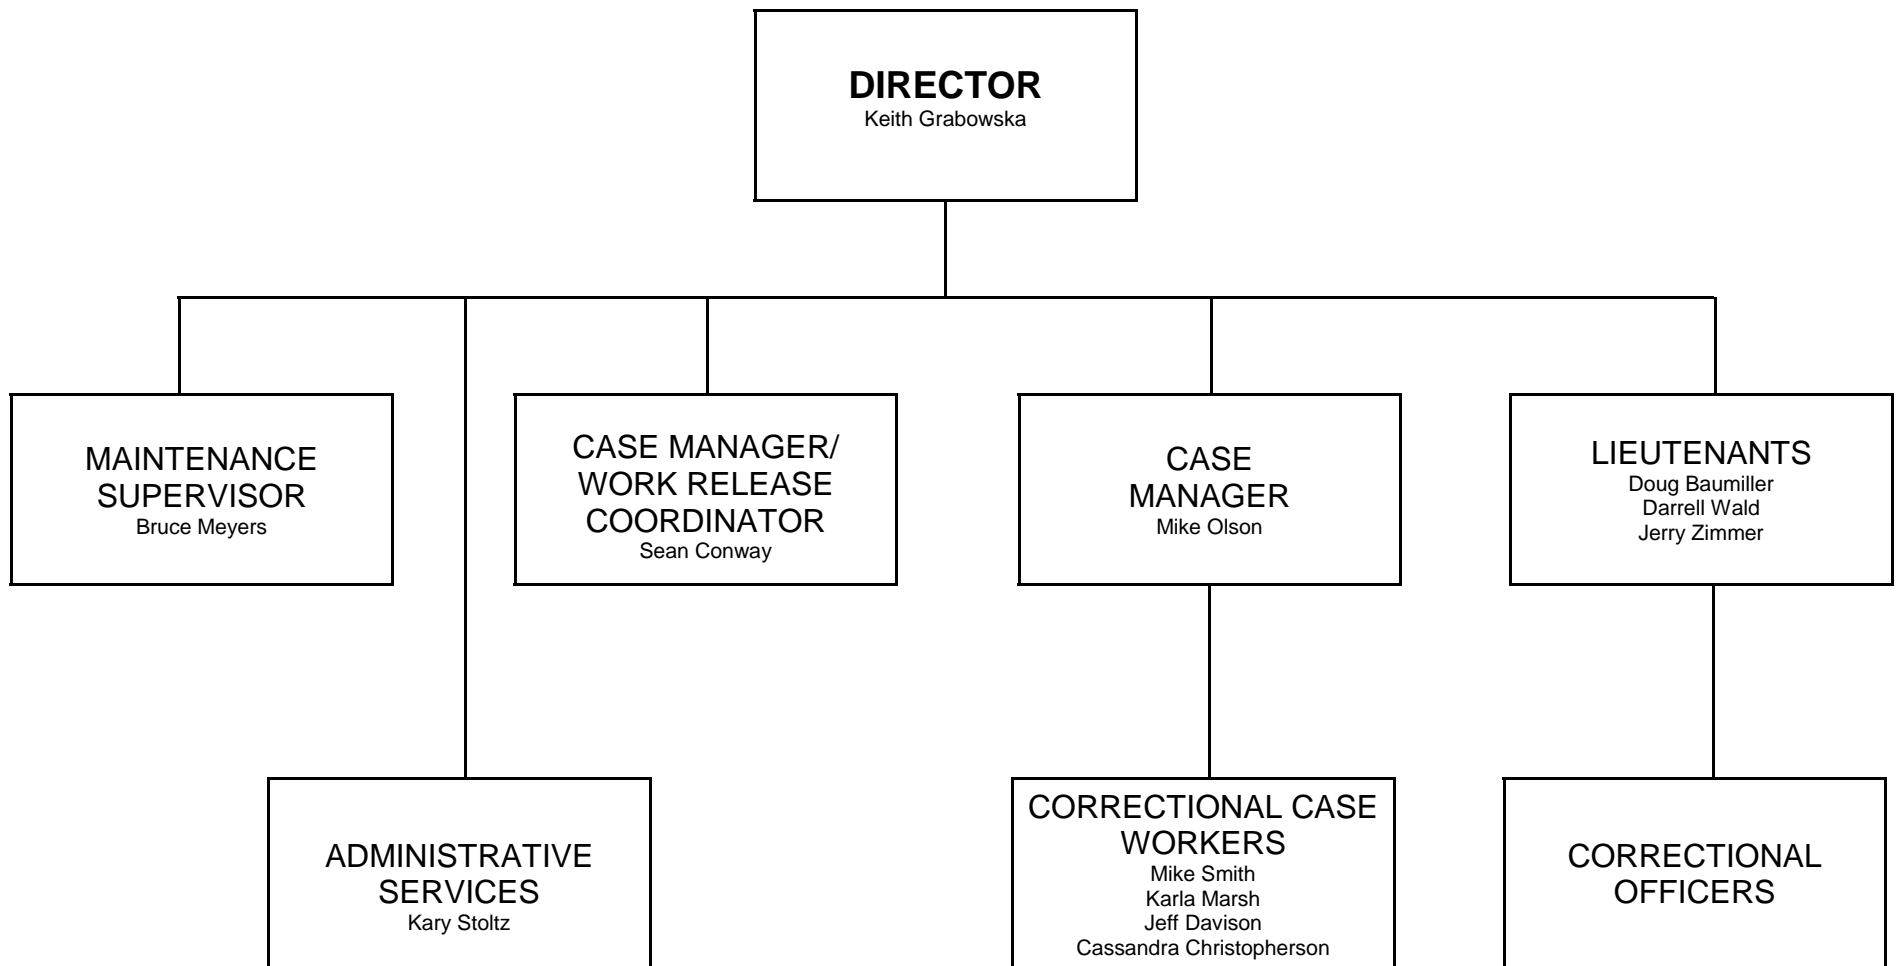 DIRECTOR
Keith Grabowska
MAINTENANCE
SUPERVISOR
Bruce Meyers
CASE MANAGER/
WORK RELEASE
COORDINATOR
Sean Conway
CASE
MANAGER
Mike Olson
LIEUTENANTS
Doug Baumiller
Darrell Wald
Jerry Zimmer
ADMINISTRATIVE
SERVICES
Kary Stoltz
CORRECTIONAL CASE
WORKERS
Mike Smith
Karla Marsh
Jeff Davison
Cassandra Christopherson
CORRECTIONAL
OFFICERS